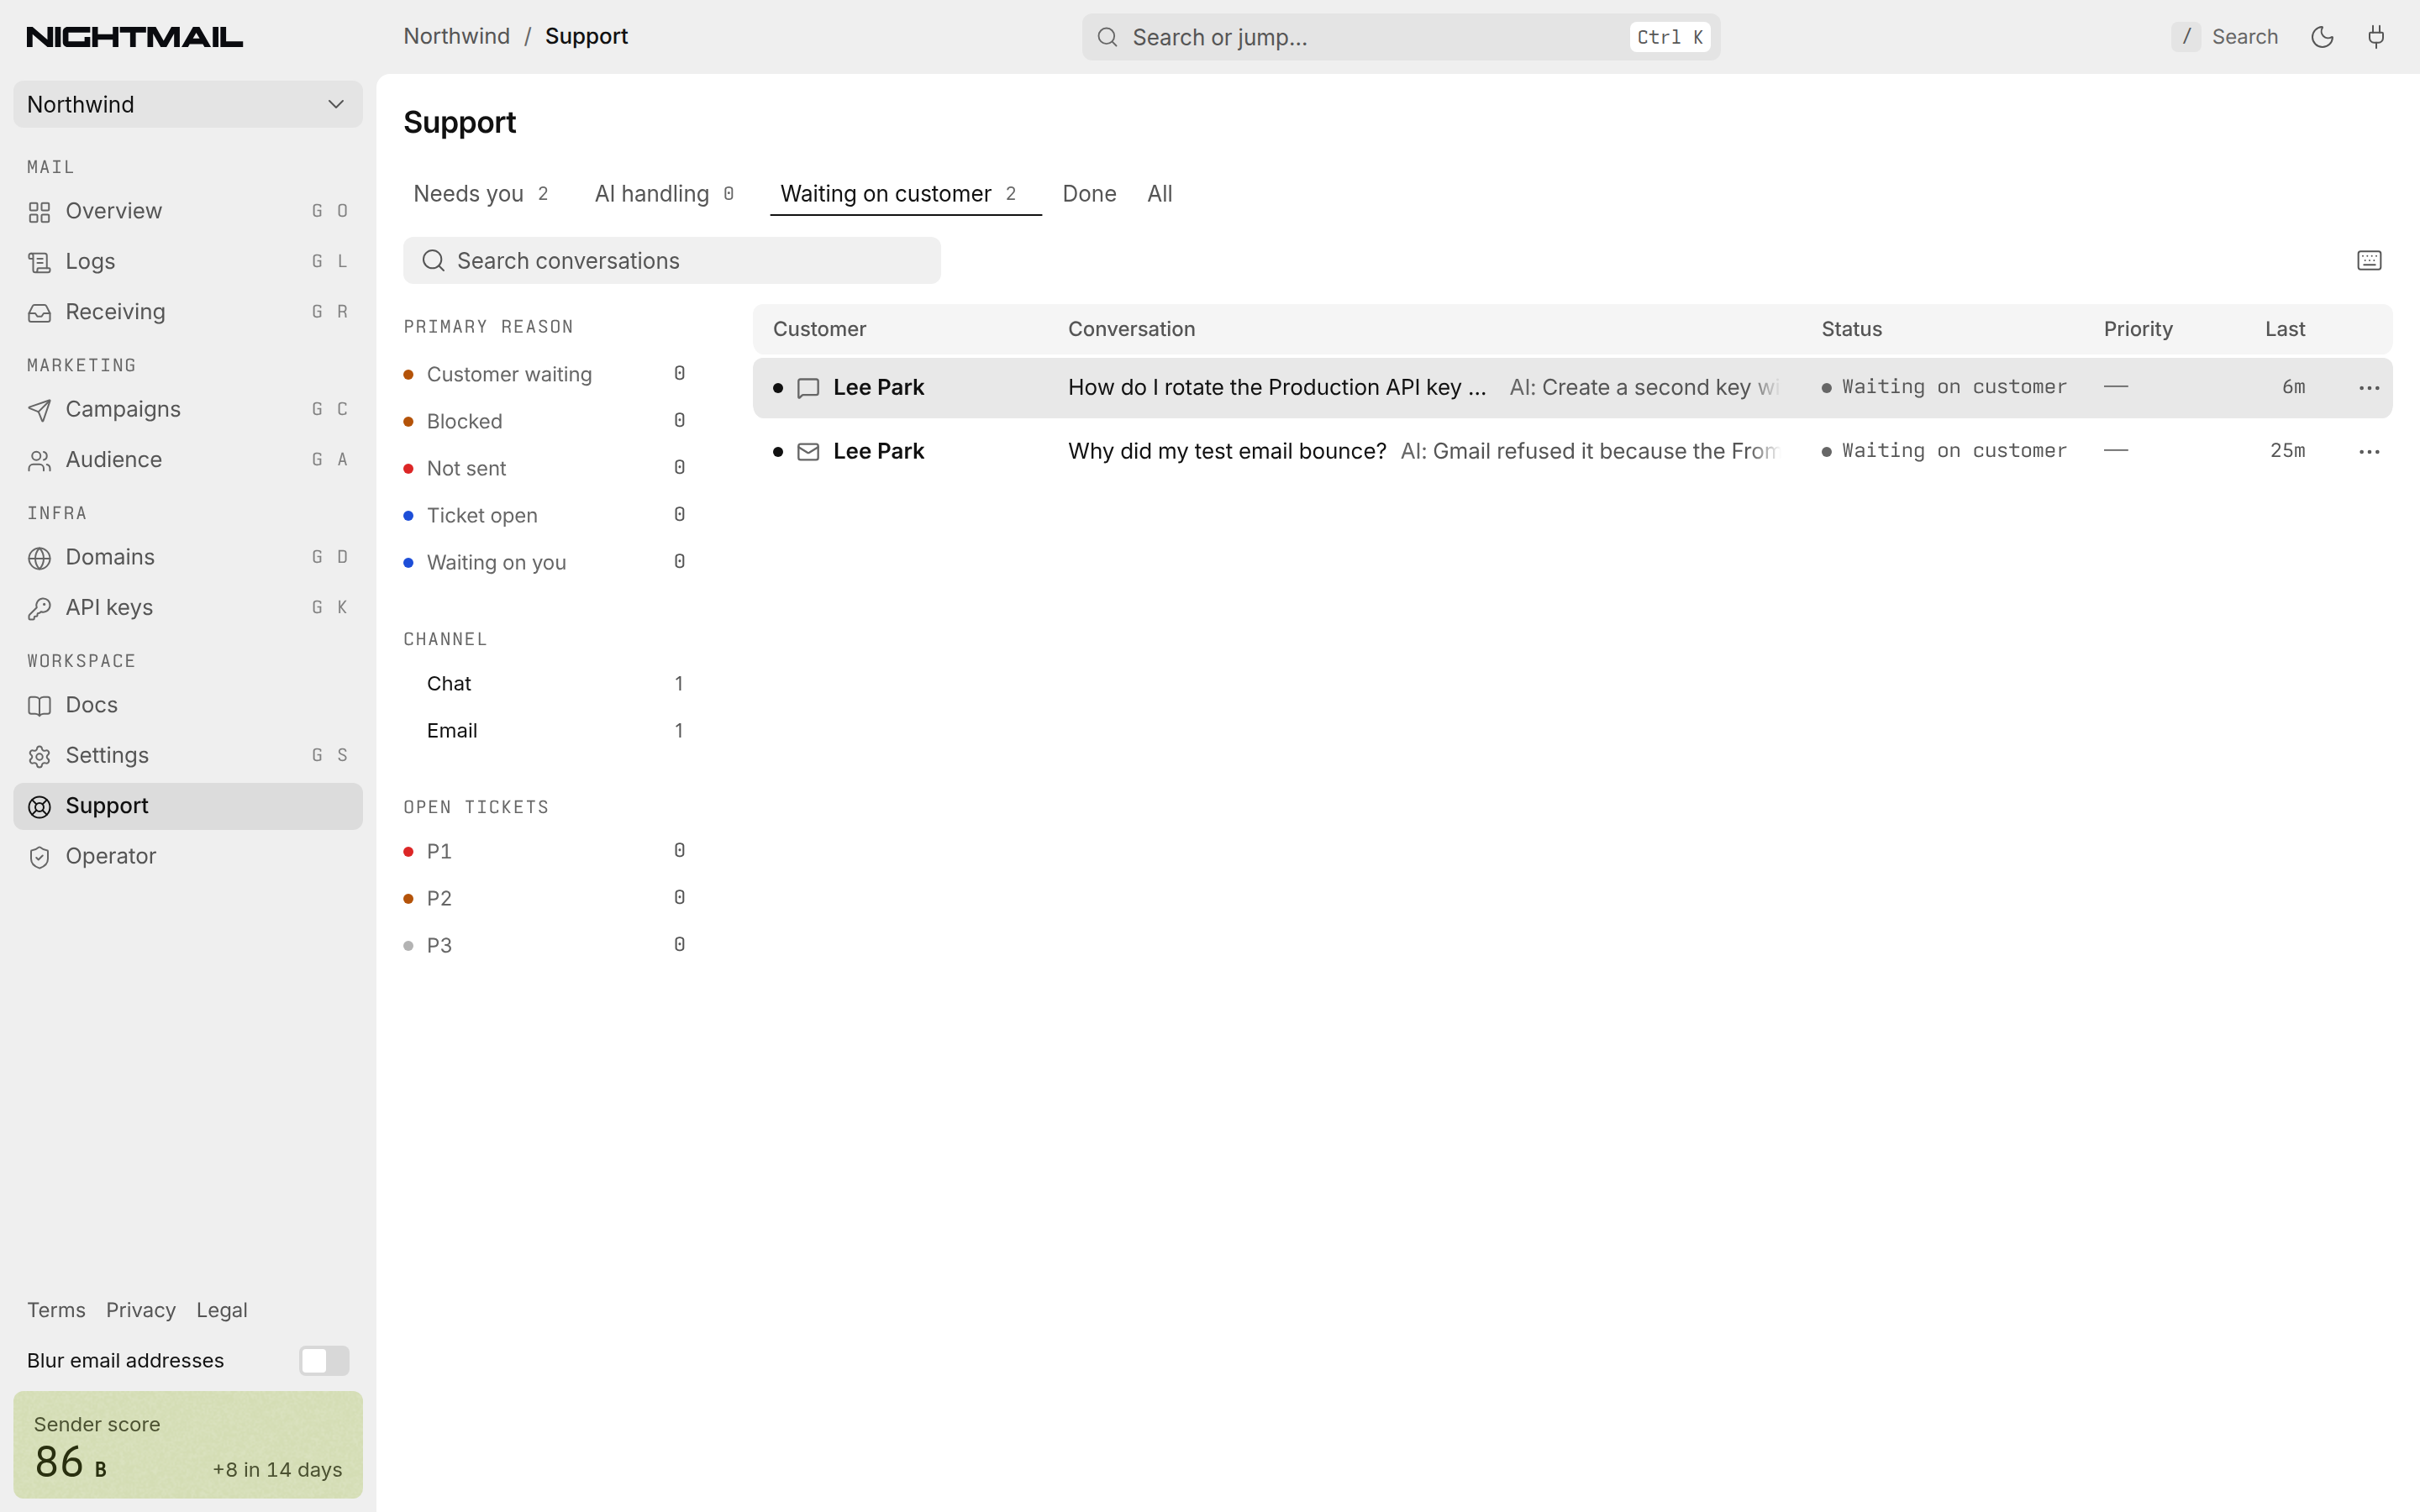 NIGHTMAIL
Northwind / Support
Search or jump...
Ctrl K
/ Search
Northwind
MAIL
Overview G O
Logs G L
Receiving G R
MARKETING
Campaigns G C
Audience G A
INFRA
Domains G D
API keys G K
WORKSPACE
Docs
Settings G S
Support
Operator
Terms Privacy Legal
Blur email addresses
Sender score
86 B +8 in 14 days
Support
Needs you 2 AI handling 0 Waiting on customer 2 Done All
Search conversations
PRIMARY REASON
Customer waiting 0
Blocked 0
Not sent 0
Ticket open 0
Waiting on you 0
CHANNEL
Chat 1
Email 1
OPEN TICKETS
P1 0
P2 0
P3 0
Customer Conversation Status Priority Last
Lee Park How do I rotate the Production API key ... AI: Create a second key wi Waiting on customer — 6m ...
Lee Park Why did my test email bounce? AI: Gmail refused it because the From Waiting on customer — 25m ...